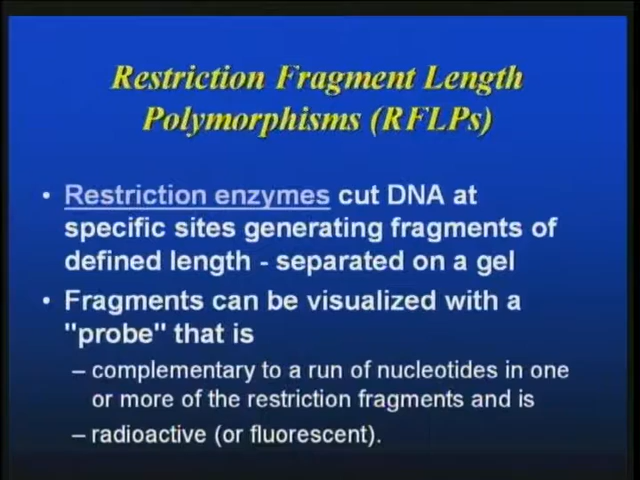 Restriction Fragment Length
Polymorphisms (RFLPs)
• Restriction enzymes cut DNA at
specific sites generating fragments of
defined length - separated on a gel
• Fragments can be visualized with a
"probe" that is
– complementary to a run of nucleotides in one
or more of the restriction fragments and is
– radioactive (or fluorescent).